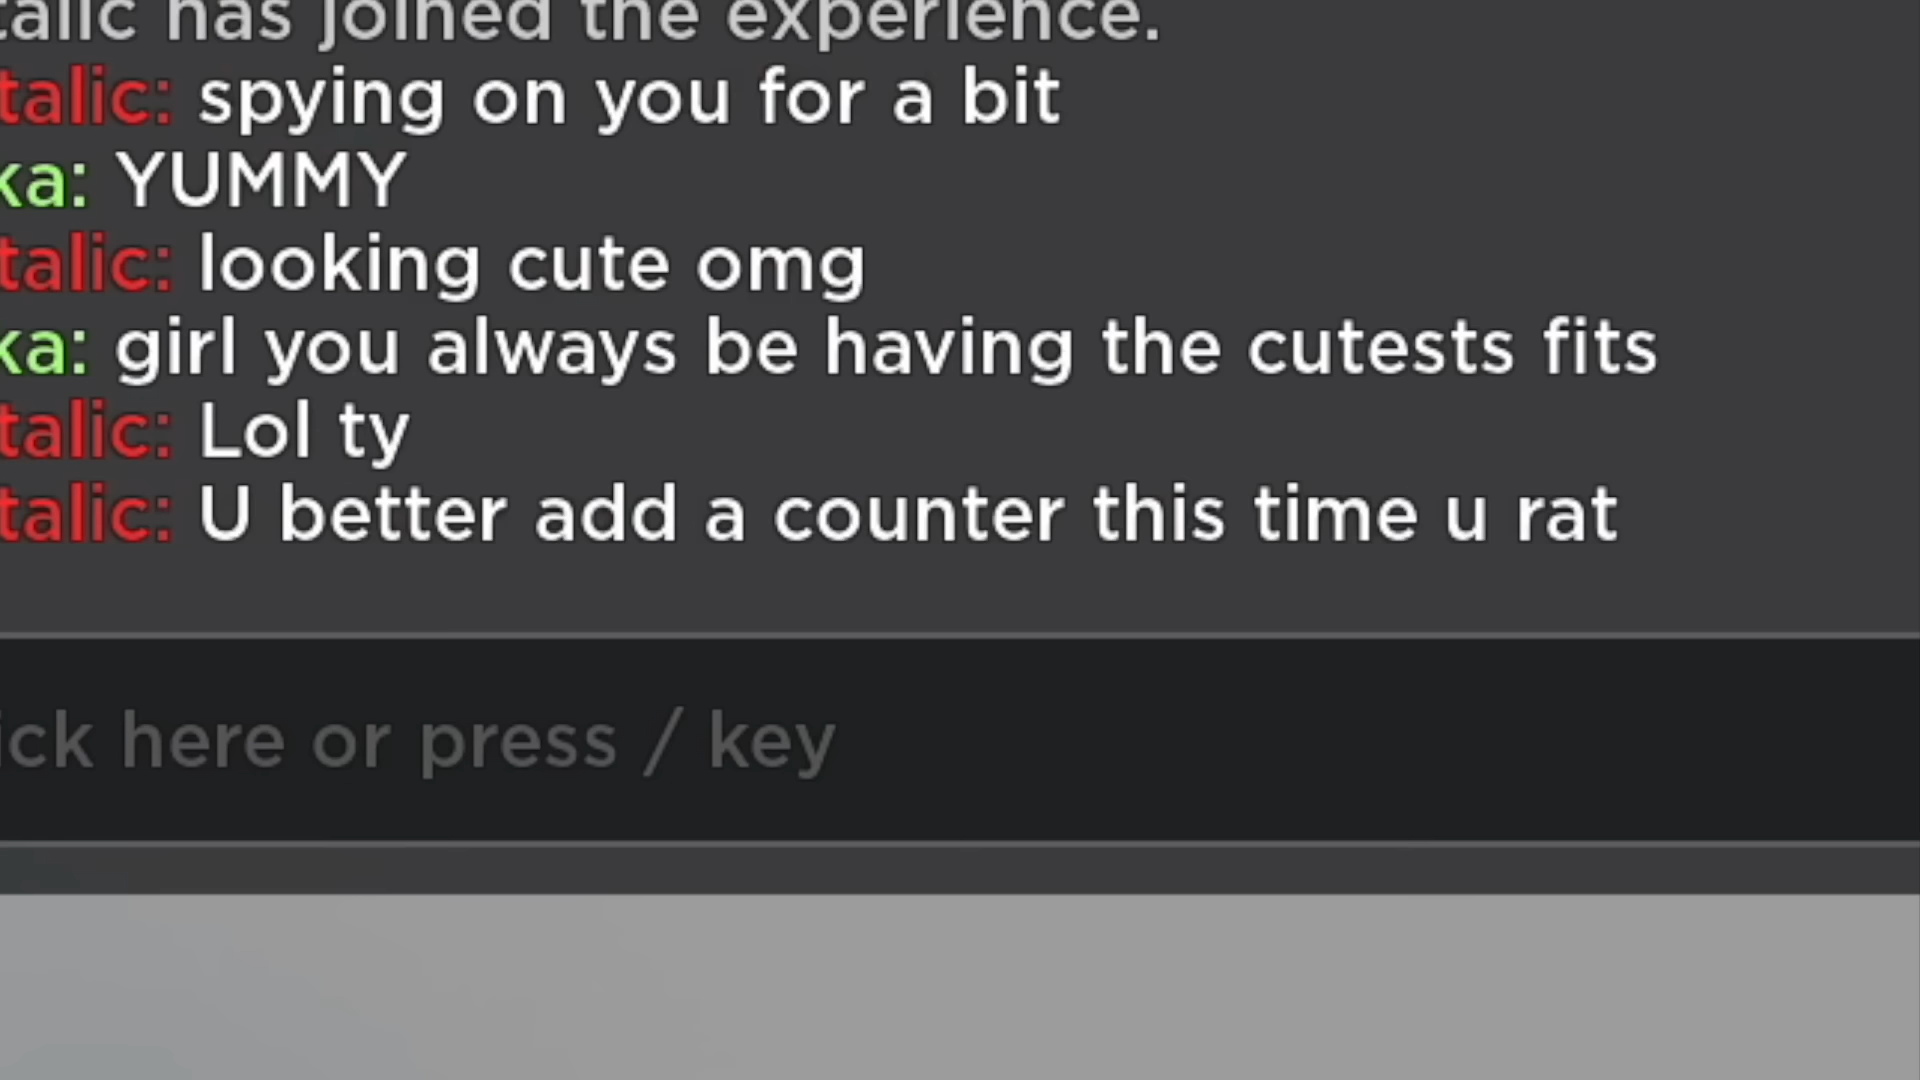 talic has joined the experience.
talic: spying on you for a bit
ka: YUMMY
talic: looking cute omg
ka: girl you always be having the cutests fits
talic: Lol ty
talic: U better add a counter this time u rat
ick here or press / key